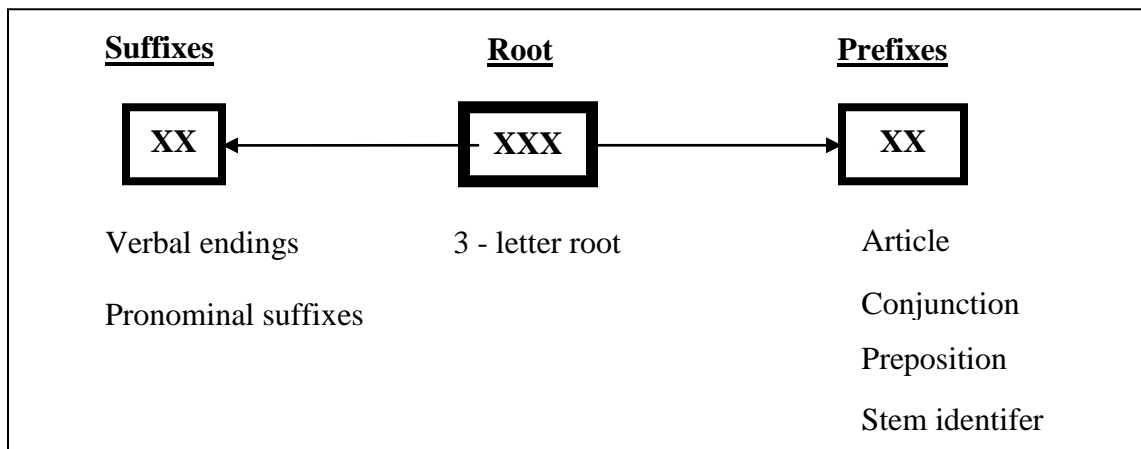 Suffixes Root Prefixes
XX XXX XX
Verbal endings 3 - letter root Article
Pronominal suffixes Conjunction
Preposition
Stem identifer